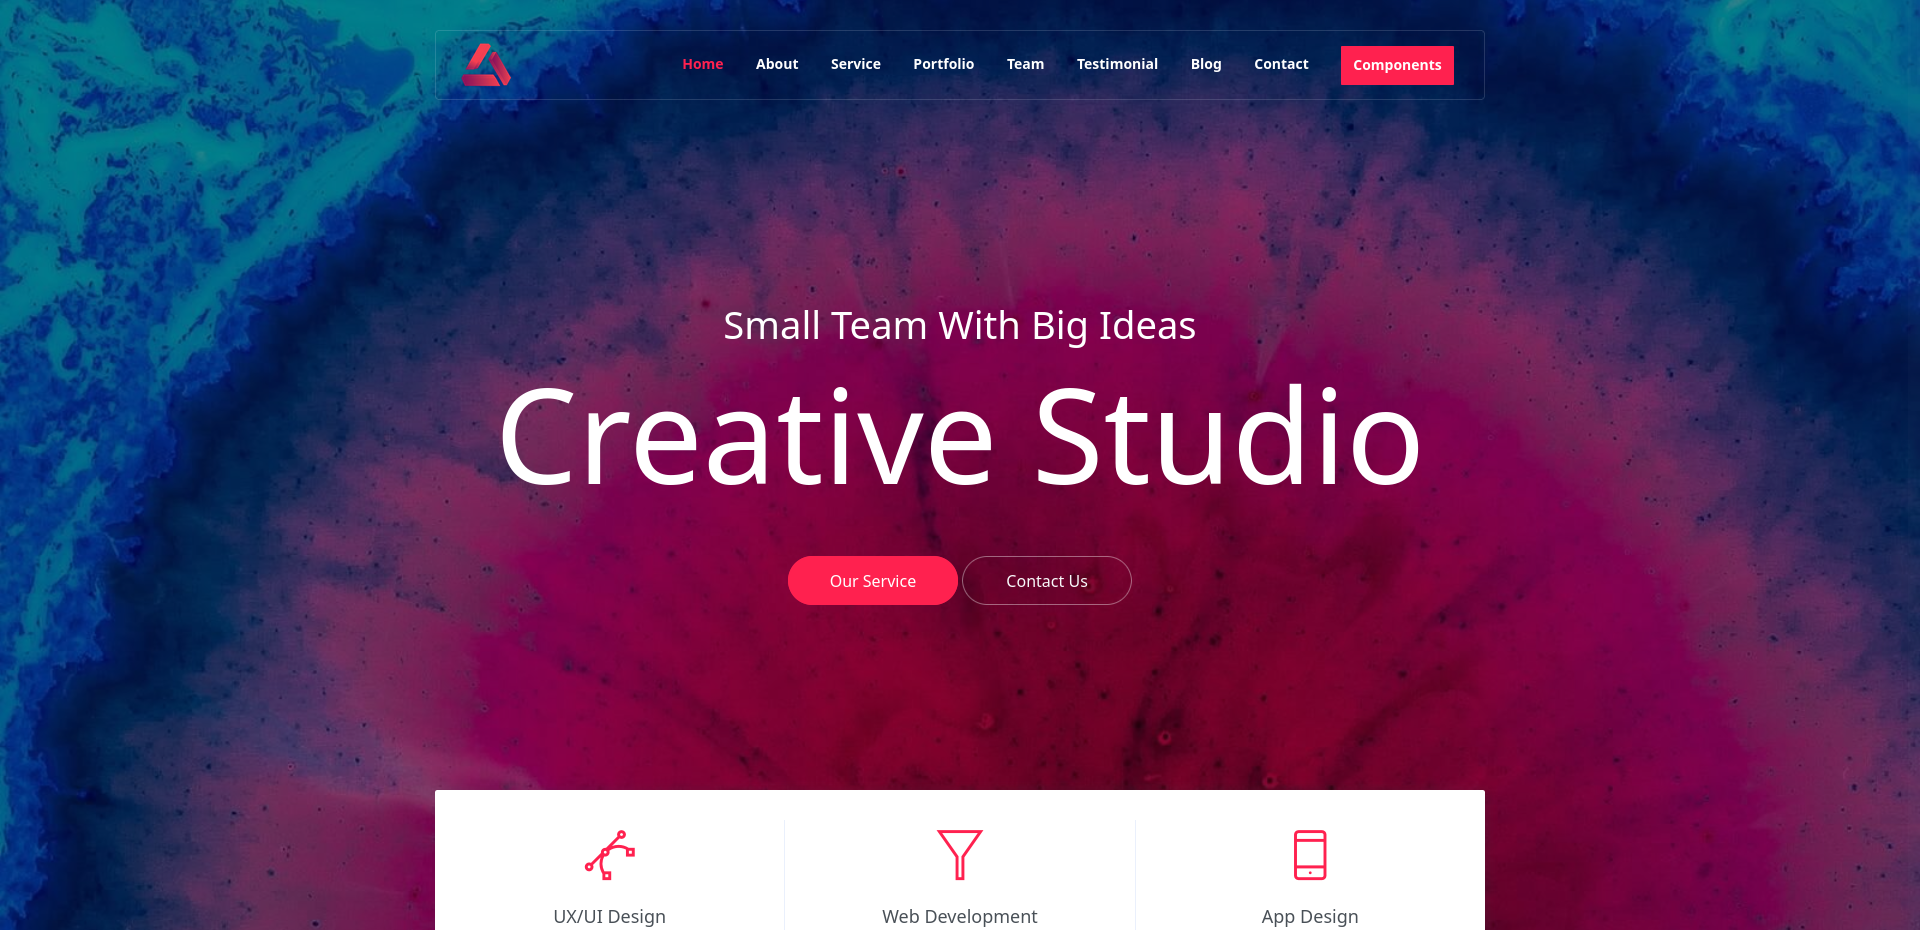 Home About Service Portfolio Team Testimonial Blog Contact Components
Small Team With Big Ideas
Creative Studio
Our Service Contact Us
UX/UI Design Web Development App Design